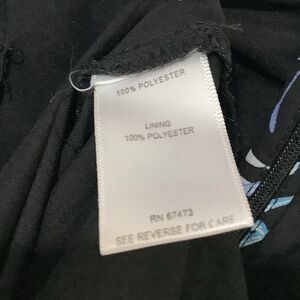 100% POLYESTER
LINING
100% POLYESTER
RN 67473
SEE REVERSE FOR CARE